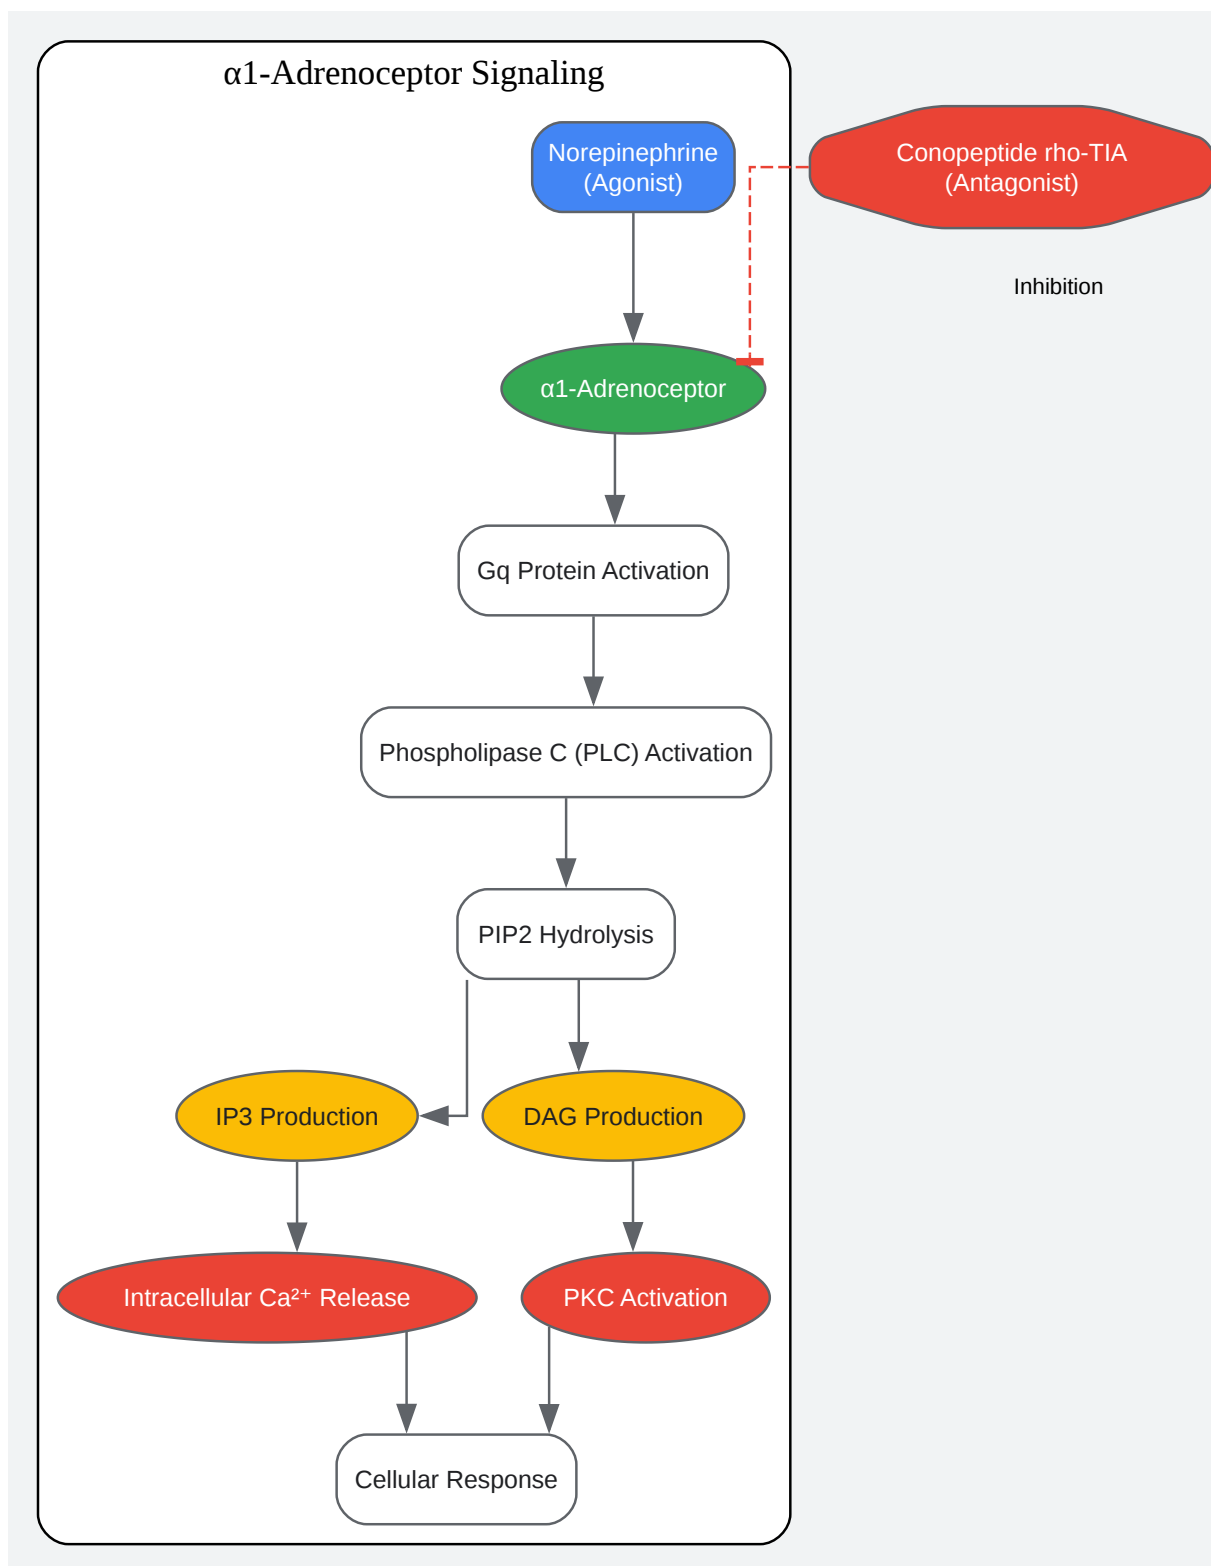 α1-Adrenoceptor Signaling
Norepinephrine
(Agonist)
Conopeptide rho-TIA
(Antagonist)
Inhibition
α1-Adrenoceptor
Gq Protein Activation
Phospholipase C (PLC) Activation
PIP2 Hydrolysis
IP3 Production
DAG Production
Intracellular Ca²⁺ Release
PKC Activation
Cellular Response